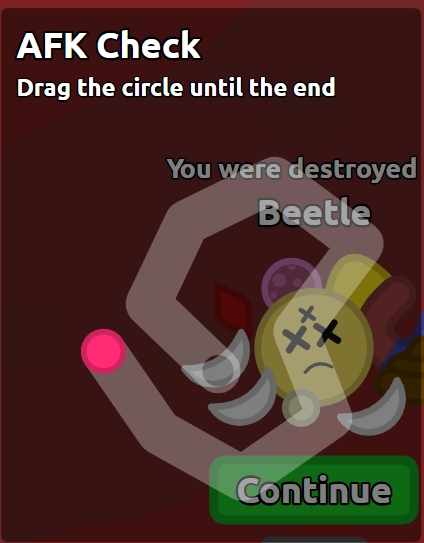 AFK Check
Drag the circle until the end
You were destroyed
Beetle
Continue